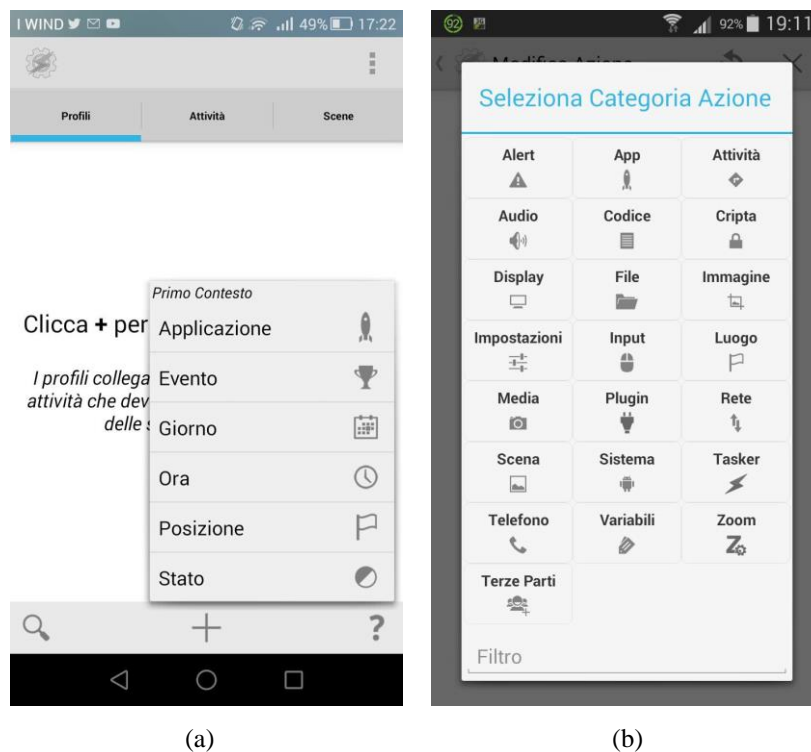 I WIND 49% 17:22
Profili Attività Scene
Primo Contesto
Clicca + per
Applicazione
I profili collega
Evento
attività che dev
delle s
Giorno
Ora
Posizione
Stato
?
(a)
92 92% 19:11
Modifica Azione
Seleziona Categoria Azione
Alert App Attività
Audio Codice Cripta
Display File Immagine
Impostazioni Input Luogo
Media Plugin Rete
Scena Sistema Tasker
Telefono Variabili Zoom
Terze Parti
Filtro
(b)